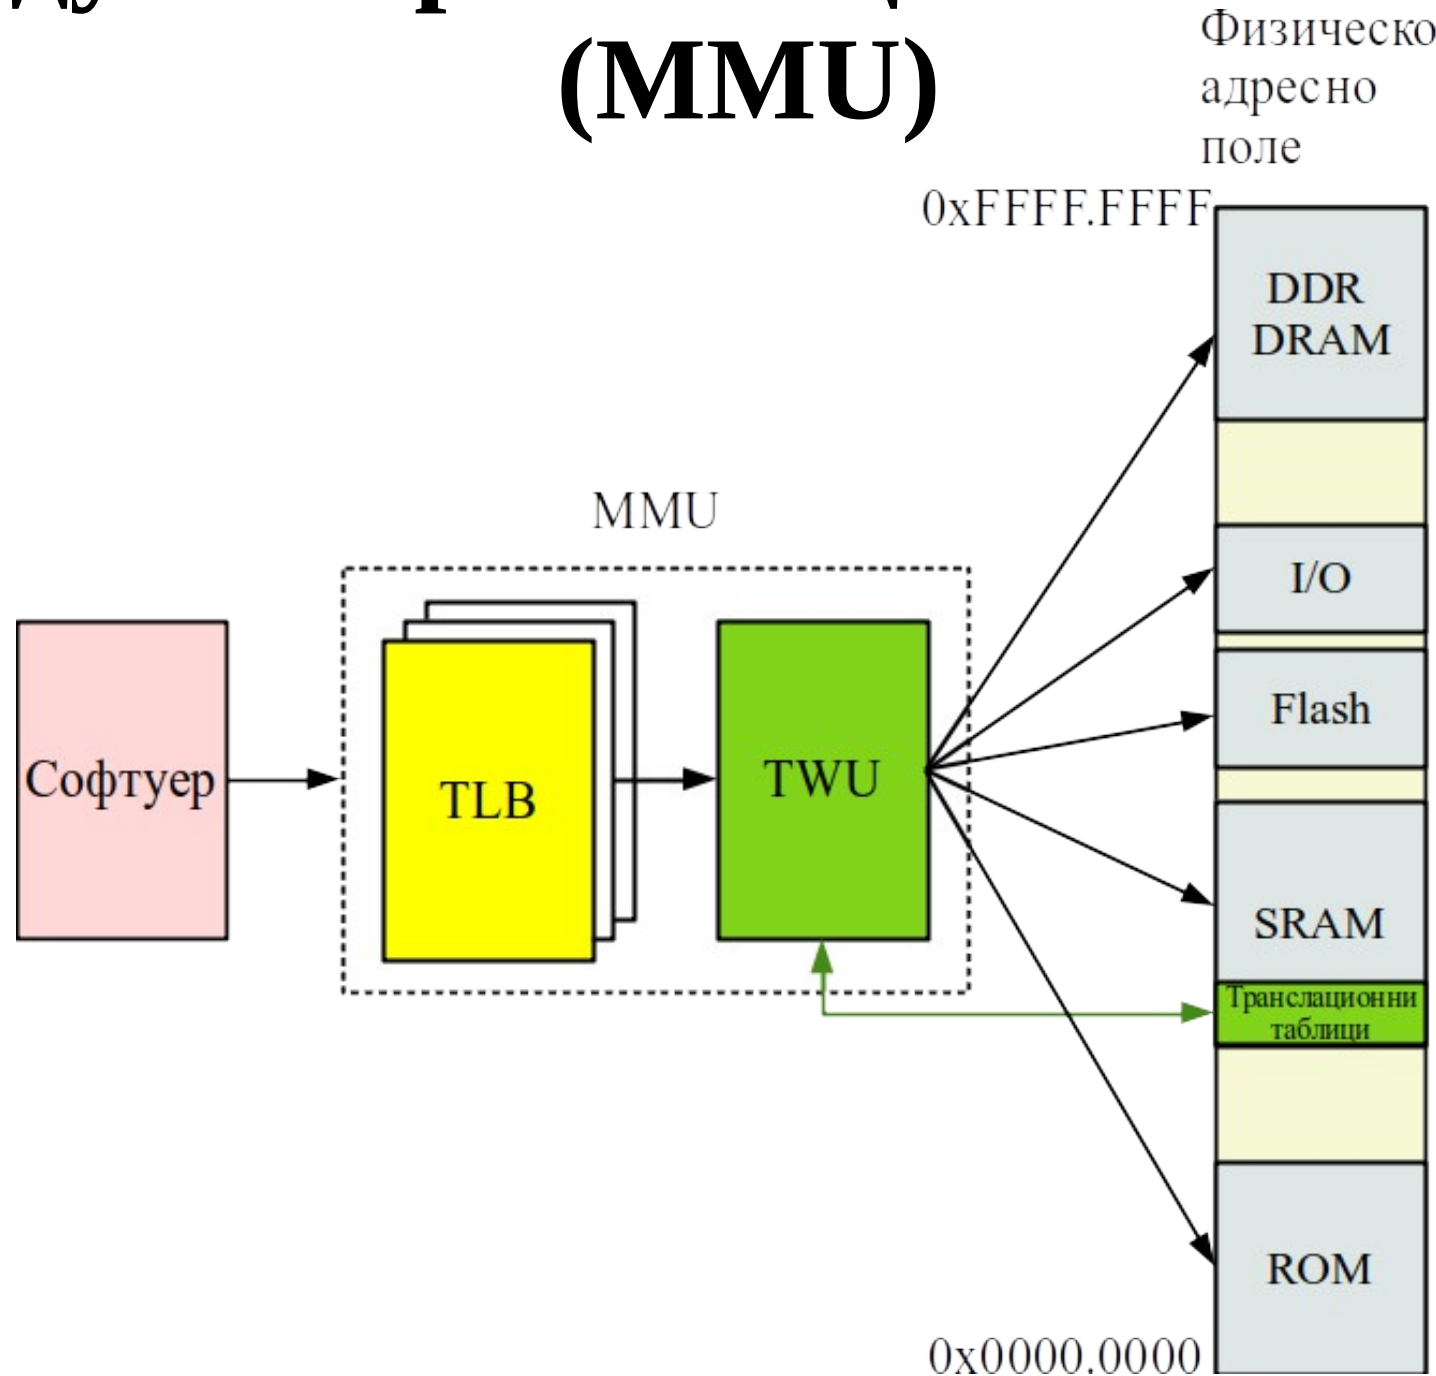 (MMU)
Физическо
адресно
поле
0xFFFF.FFFF
DDR
DRAM
MMU
I/O
Flash
Софтуер
TLB
TWU
SRAM
Транслационни
таблици
ROM
0x0000.0000